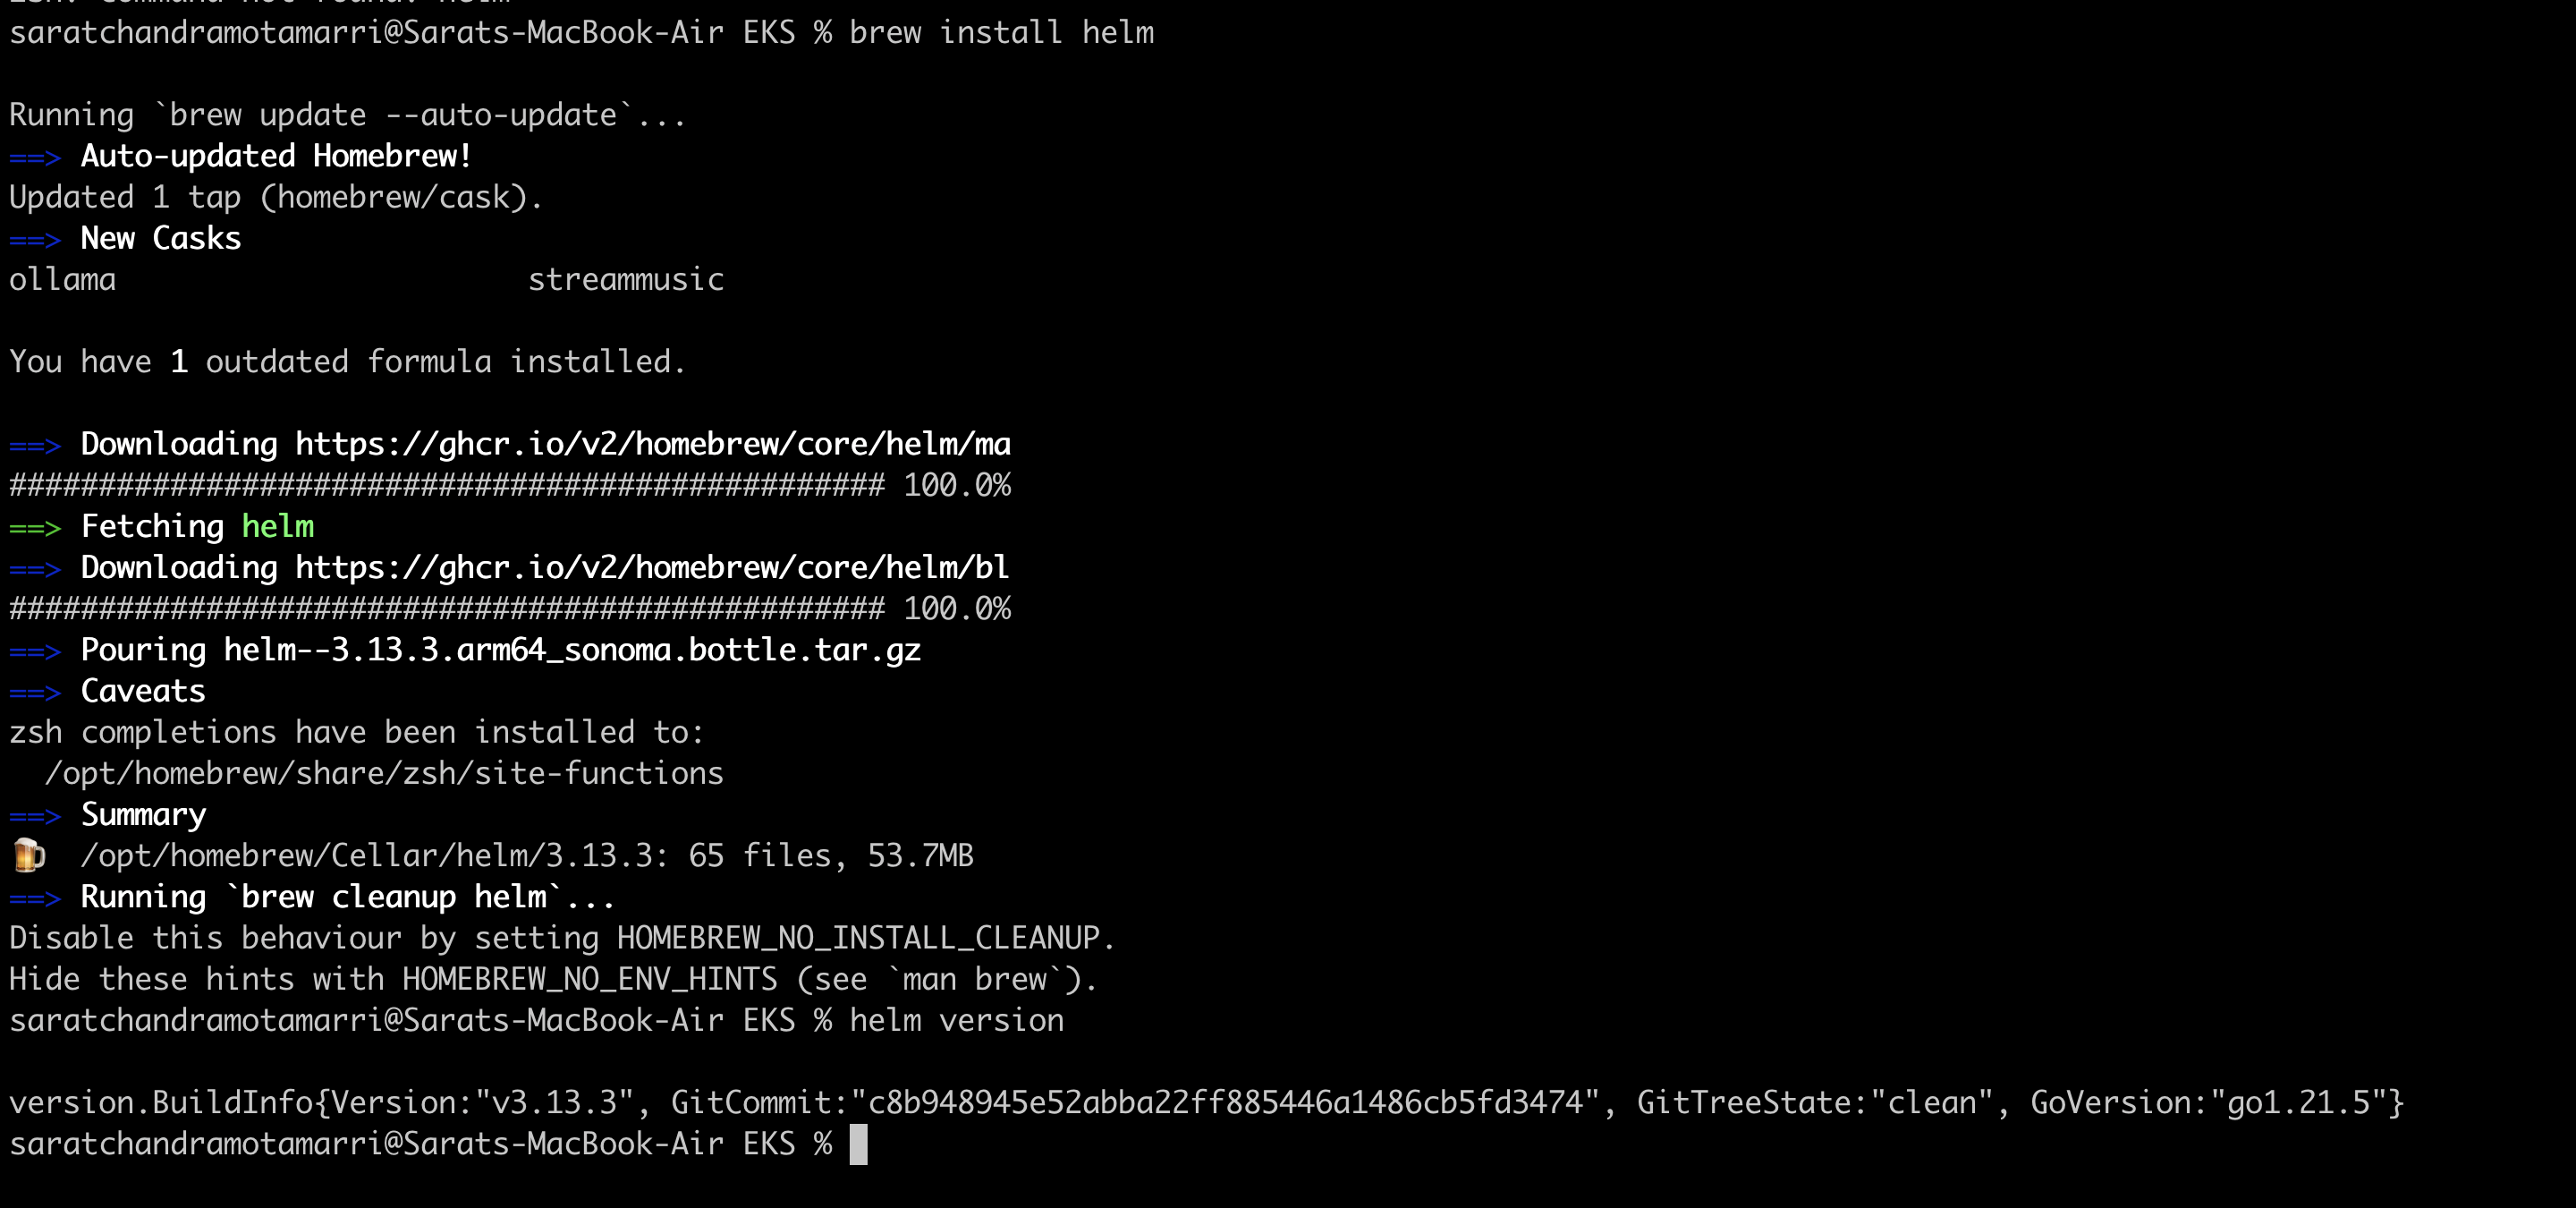 zsh: command not found: helm
saratchandramotamarri@Sarats-MacBook-Air EKS % brew install helm
Running `brew update --auto-update`...
==> Auto-updated Homebrew!
Updated 1 tap (homebrew/cask).
==> New Casks
ollama                       streammusic
You have 1 outdated formula installed.
==> Downloading https://ghcr.io/v2/homebrew/core/helm/ma
################################################# 100.0%
==> Fetching helm
==> Downloading https://ghcr.io/v2/homebrew/core/helm/bl
################################################# 100.0%
==> Pouring helm--3.13.3.arm64_sonoma.bottle.tar.gz
==> Caveats
zsh completions have been installed to:
  /opt/homebrew/share/zsh/site-functions
==> Summary
🍺  /opt/homebrew/Cellar/helm/3.13.3: 65 files, 53.7MB
==> Running `brew cleanup helm`...
Disable this behaviour by setting HOMEBREW_NO_INSTALL_CLEANUP.
Hide these hints with HOMEBREW_NO_ENV_HINTS (see `man brew`).
saratchandramotamarri@Sarats-MacBook-Air EKS % helm version
version.BuildInfo{Version:"v3.13.3", GitCommit:"c8b948945e52abba22ff885446a1486cb5fd3474", GitTreeState:"clean", GoVersion:"go1.21.5"}
saratchandramotamarri@Sarats-MacBook-Air EKS %